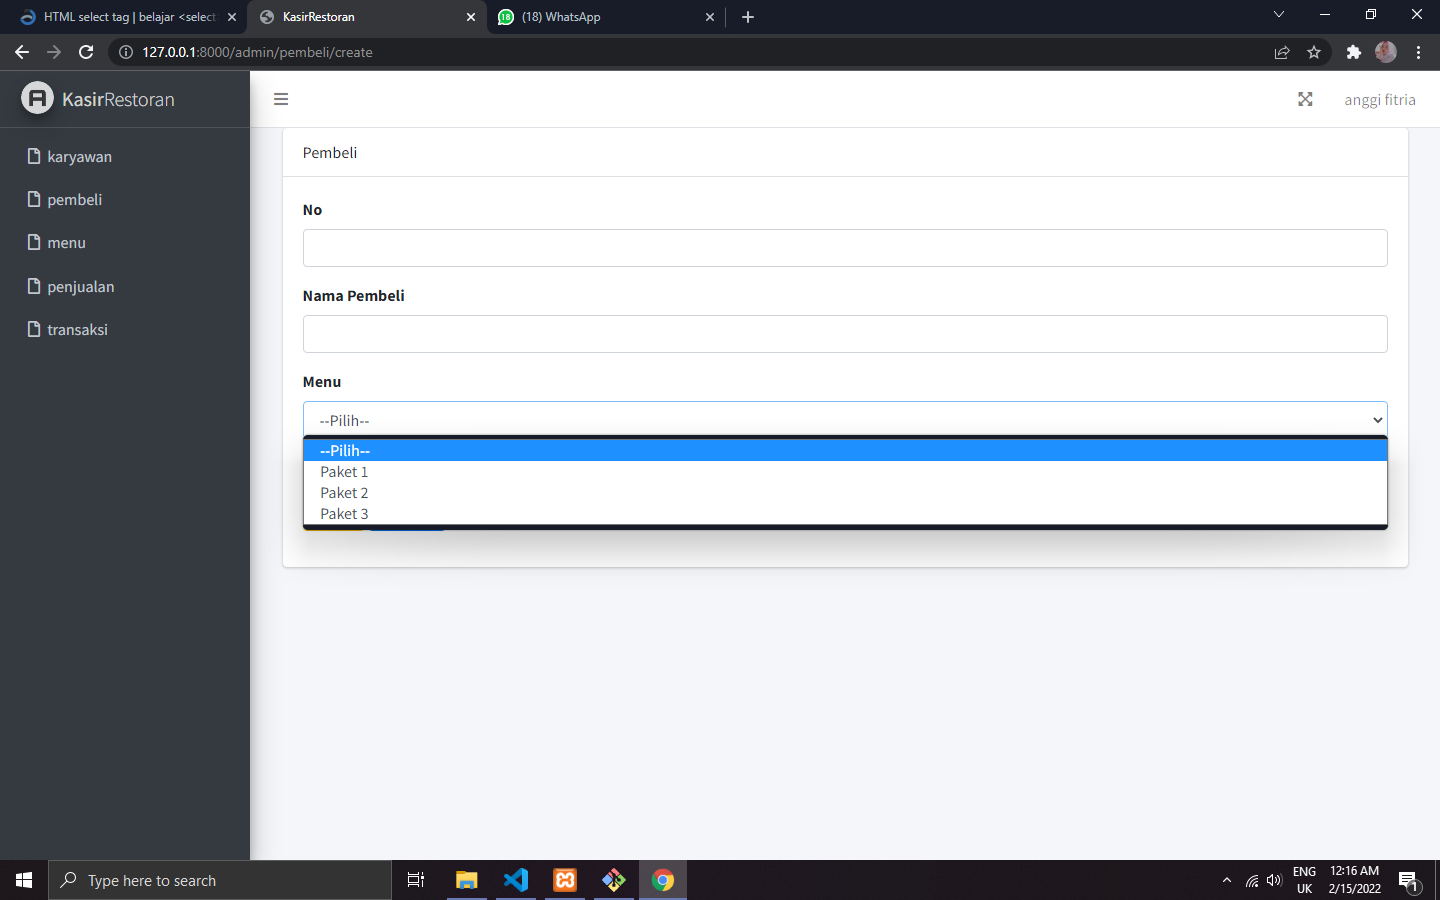 HTML select tag | belajar <select
KasirRestoran
(18) WhatsApp
127.0.0.1:8000/admin/pembeli/create
KasirRestoran
anggi fitria
karyawan
pembeli
menu
penjualan
transaksi
Pembeli
No
Nama Pembeli
Menu
--Pilih--
--Pilih--
Paket 1
Paket 2
Paket 3
Type here to search
ENG
UK
12:16 AM
2/15/2022
1